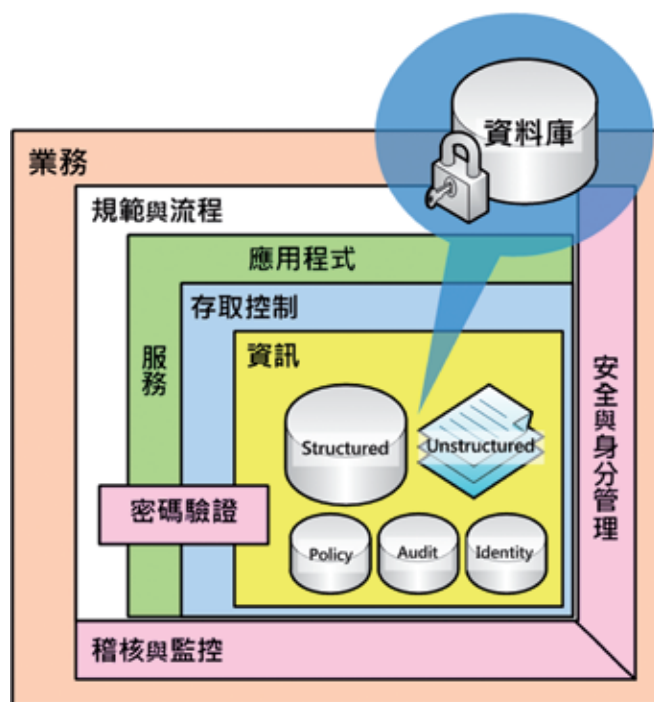 資料庫
業務
規範與流程
應用程式
存取控制
服務
資訊
安全與身分管理
Structured
Unstructured
密碼驗證
Policy
Audit
Identity
稽核與監控